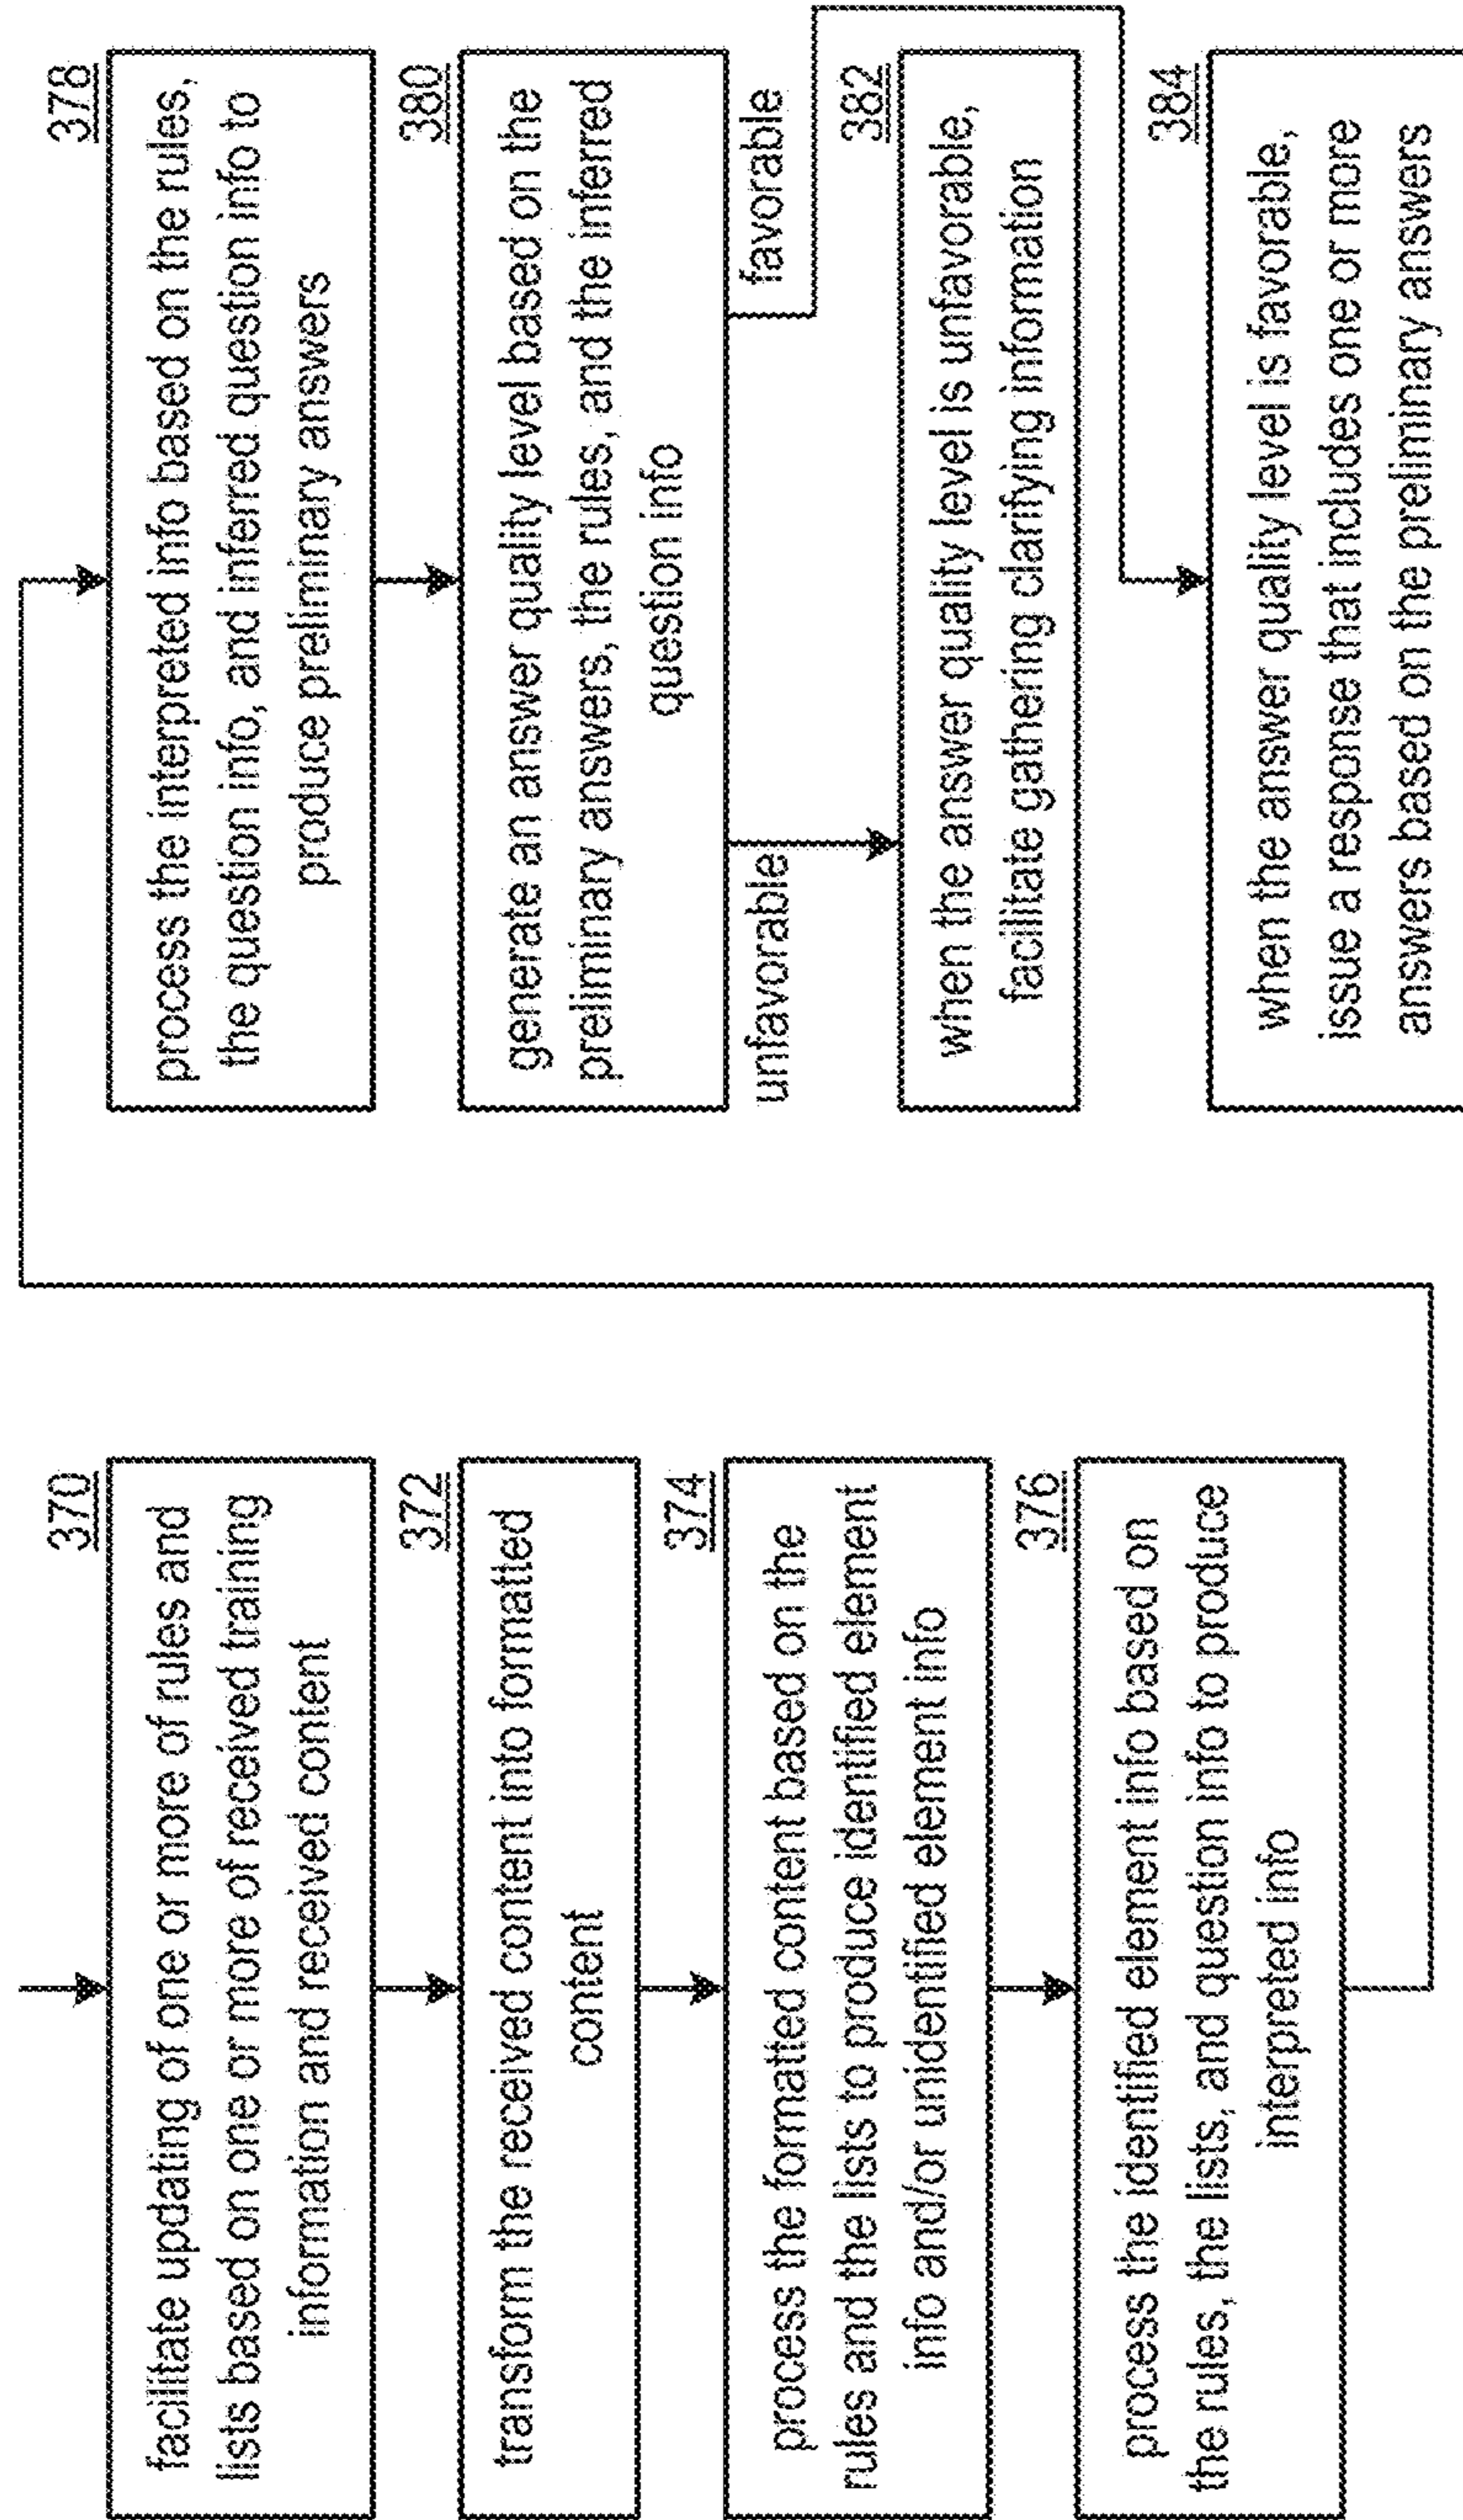 370
facilitate updating of one or more of rules and
lists based on one or more of received training
information and received content
372
transform the received content into formatted
content
374
process the formatted content based on the
rules and the lists to produce identified element
info and/or unidentified element info
376
process the identified element info based on
the rules, the lists, and question info to produce
interpreted info
378
process the interpreted info based on the rules,
the question info, and inferred question info to
produce preliminary answers
380
generate an answer quality level based on the
preliminary answers, the rules, and the inferred
question info
unfavorable
favorable
382
when the answer quality level is unfavorable,
facilitate gathering clarifying information
384
when the answer quality level is favorable,
issue a response that includes one or more
answers based on the preliminary answers